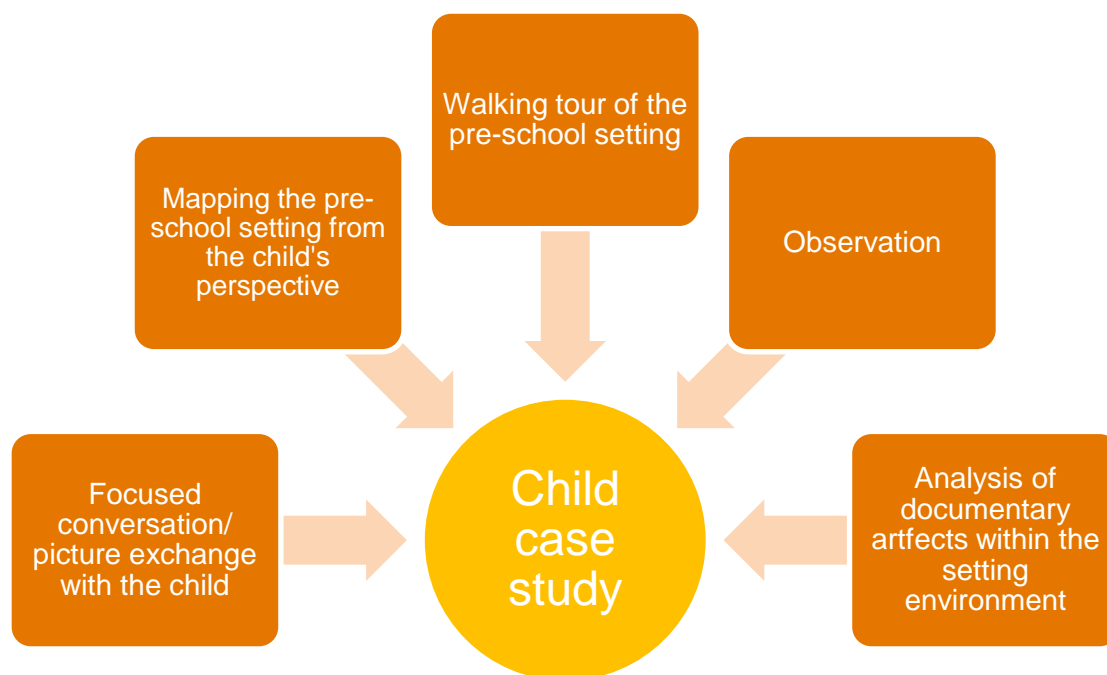 Walking tour of the
pre-school setting
Mapping the pre-
school setting from
the child's
perspective
Observation
Focused
conversation/
picture exchange
with the child
Child
case
study
Analysis of
documentary
artfects within the
setting
environment